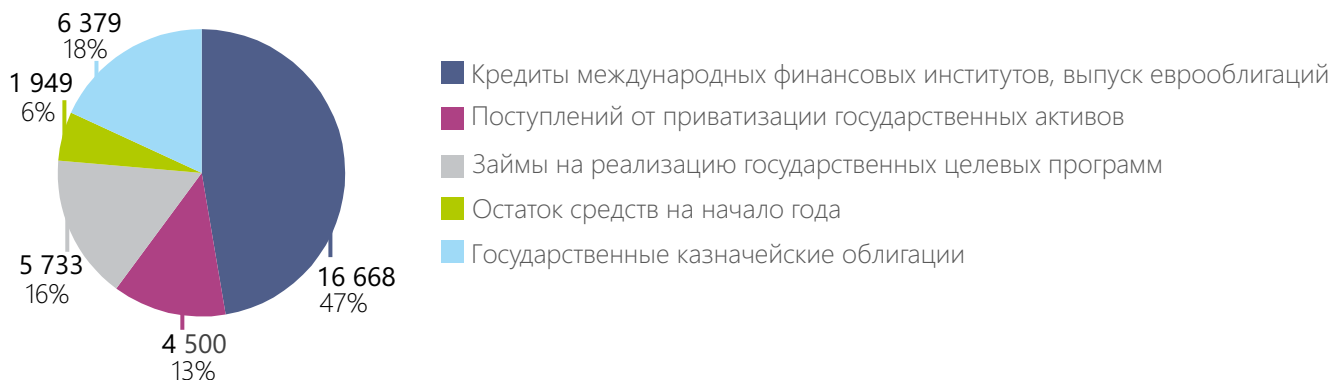 6 379
18%
1 949
6%
5 733
16%
4 500
13%
16 668
47%
Кредиты международных финансовых институтов, выпуск еврооблигаций
Поступлений от приватизации государственных активов
Займы на реализацию государственных целевых программ
Остаток средств на начало года
Государственные казначейские облигации